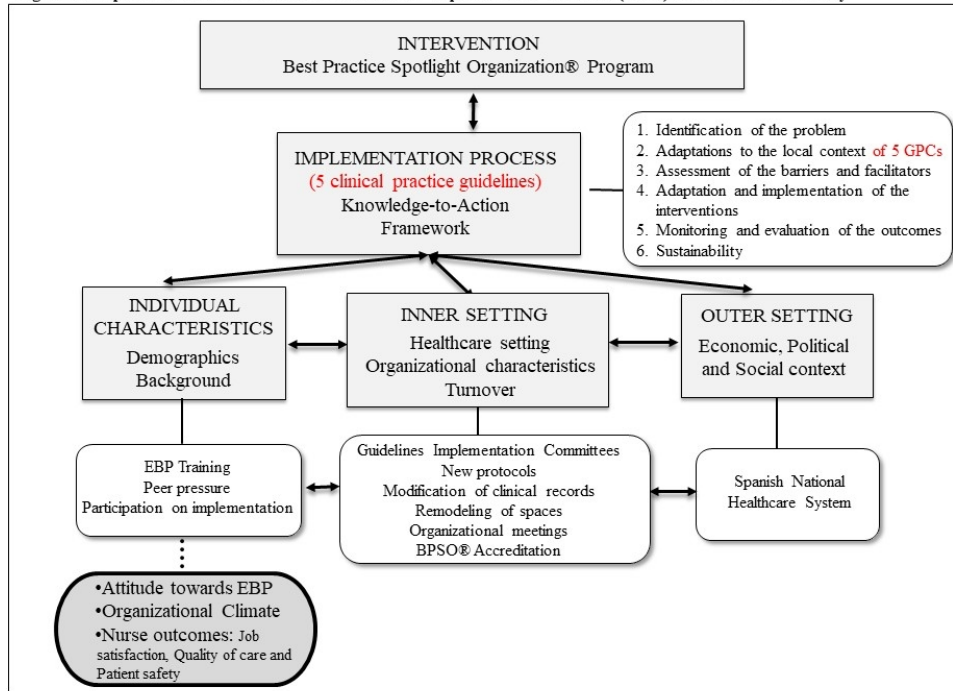 INTERVENTION
Best Practice Spotlight Organization® Program
IMPLEMENTATION PROCESS
(5 clinical practice guidelines)
Knowledge-to-Action
Framework
1. Identification of the problem
2. Adaptations to the local context of 5 GPCs
3. Assessment of the barriers and facilitators
4. Adaptation and implementation of the
interventions
5. Monitoring and evaluation of the outcomes
6. Sustainability
INDIVIDUAL
CHARACTERISTICS
Demographics
Background
INNER SETTING
Healthcare setting
Organizational characteristics
Turnover
OUTER SETTING
Economic, Political
and Social context
EBP Training
Peer pressure
Participation on implementation
Guidelines Implementation Committees
New protocols
Modification of clinical records
Remodeling of spaces
Organizational meetings
BPSO® Accreditation
Spanish National
Healthcare System
•Attitude towards EBP
•Organizational Climate
•Nurse outcomes: Job
satisfaction, Quality of care and
Patient safety